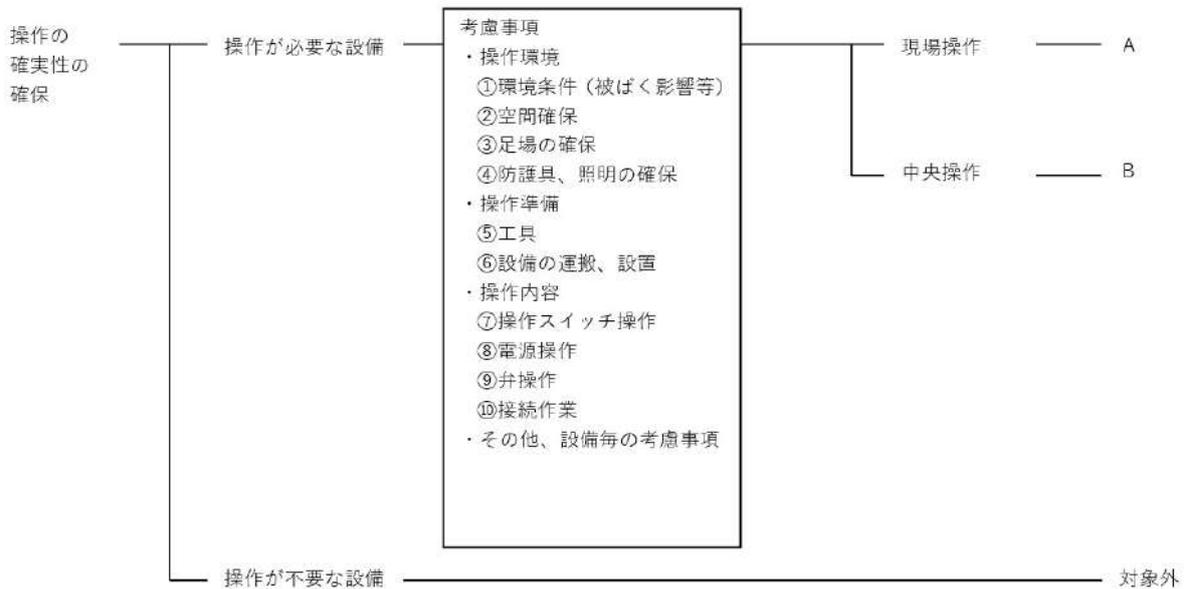 操作の
確実性の
確保
操作が必要な設備
考慮事項
・操作環境
①環境条件（被ばく影響等）
②空間確保
③足場の確保
④防護具、照明の確保
・操作準備
⑤工具
⑥設備の運搬、設置
・操作内容
⑦操作スイッチ操作
⑧電源操作
⑨弁操作
⑩接続作業
・その他、設備毎の考慮事項
現場操作
A
中央操作
B
操作が不要な設備
対象外